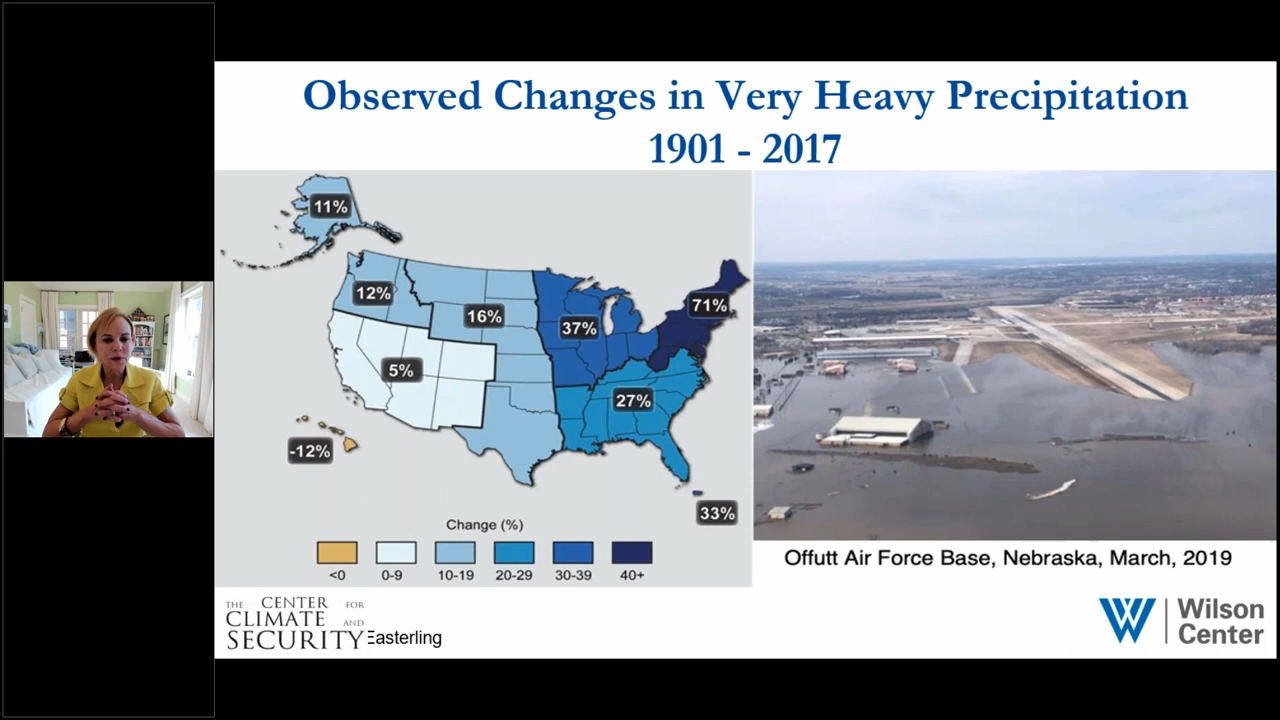 Observed Changes in Very Heavy Precipitation
1901 - 2017
11%
12%
16%
37%
71%
5%
27%
-12%
33%
Change (%)
<0
0-9
10-19
20-29
30-39
40+
Offutt Air Force Base, Nebraska, March, 2019
THE CENTER FOR
CLIMATE AND
SECURITY
Easterling
Wilson
Center